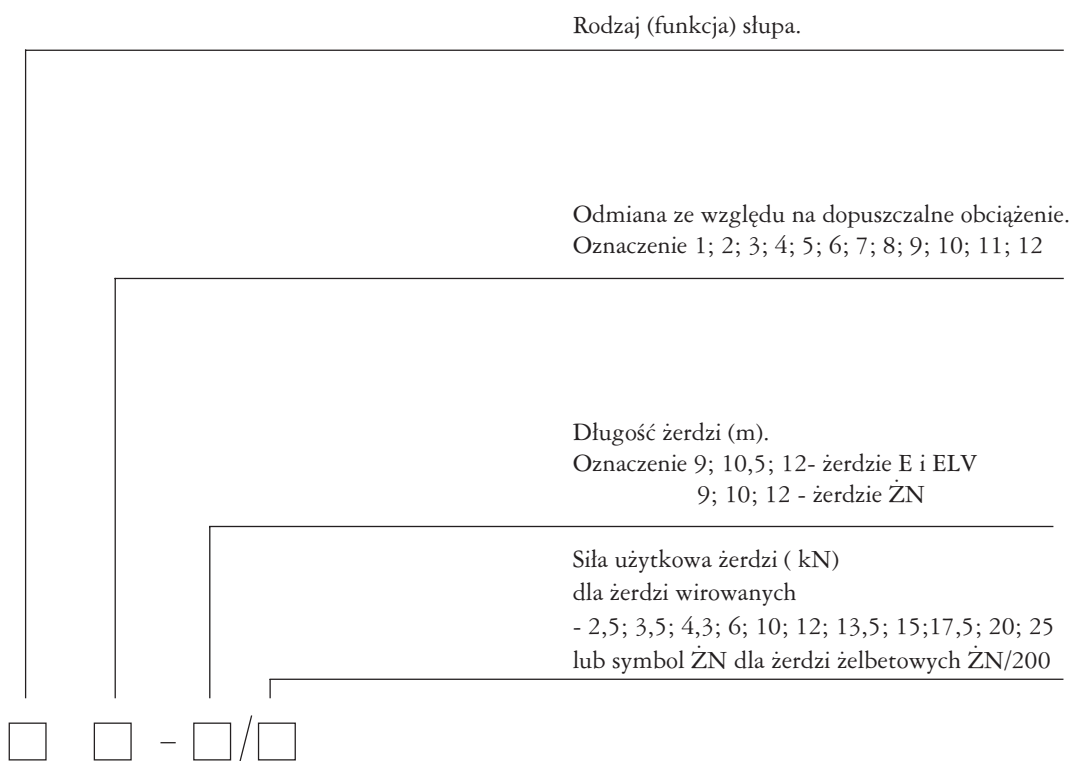 Rodzaj (funkcja) słupa.
Odmiana ze względu na dopuszczalne obciążenie.
Oznaczenie 1; 2; 3; 4; 5; 6; 7; 8; 9; 10; 11; 12
Długość żerdzi (m).
Oznaczenie 9; 10,5; 12- żerdzie E i ELV
9; 10; 12 - żerdzie ŻN
Siła użytkowa żerdzi ( kN)
dla żerdzi wirowanych
- 2,5; 3,5; 4,3; 6; 10; 12; 13,5; 15;17,5; 20; 25
lub symbol ŻN dla żerdzi żelbetowych ŻN/200
□ □ – □/□